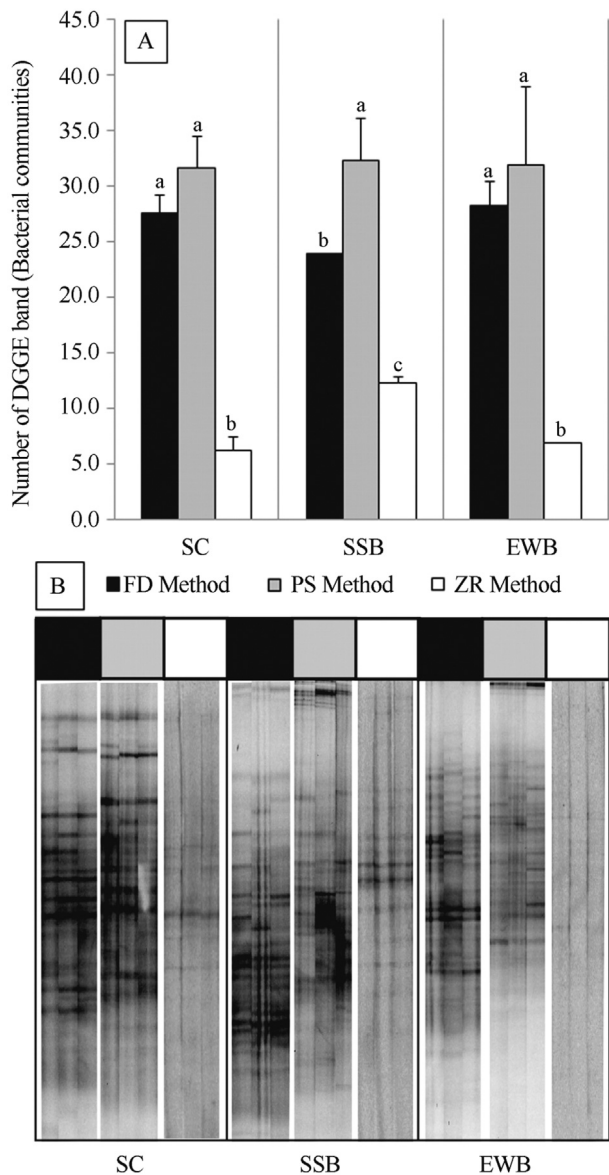 A
Number of DGGE band (Bacterial communities)
45.0
40.0
35.0
30.0
25.0
20.0
15.0
10.0
5.0
0.0
a
a
b
b
a
c
a
a
b
SC
SSB
EWB
B
FD Method
PS Method
ZR Method
SC
SSB
EWB